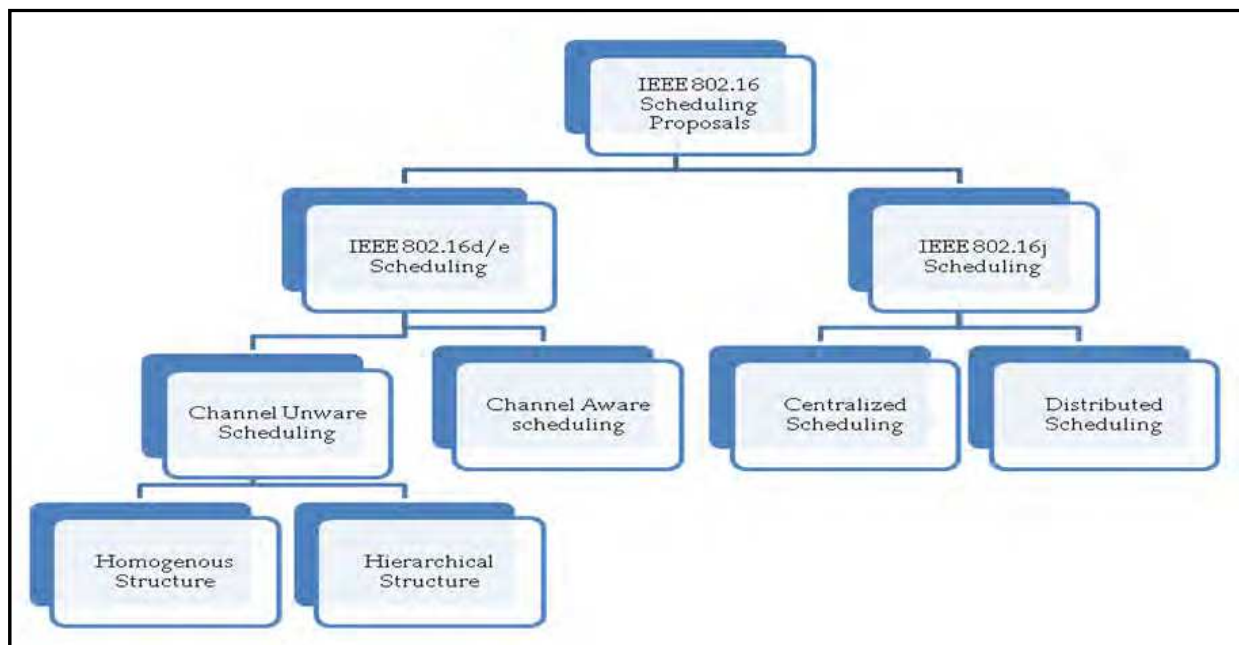 IEEE 802.16
Scheduling
Proposals
IEEE 802.16d/e
Scheduling
IEEE 802.16j
Scheduling
Channel Unware
Scheduling
Channel Aware
scheduling
Centralized
Scheduling
Distributed
Scheduling
Homogenous
Structure
Hierarchical
Structure